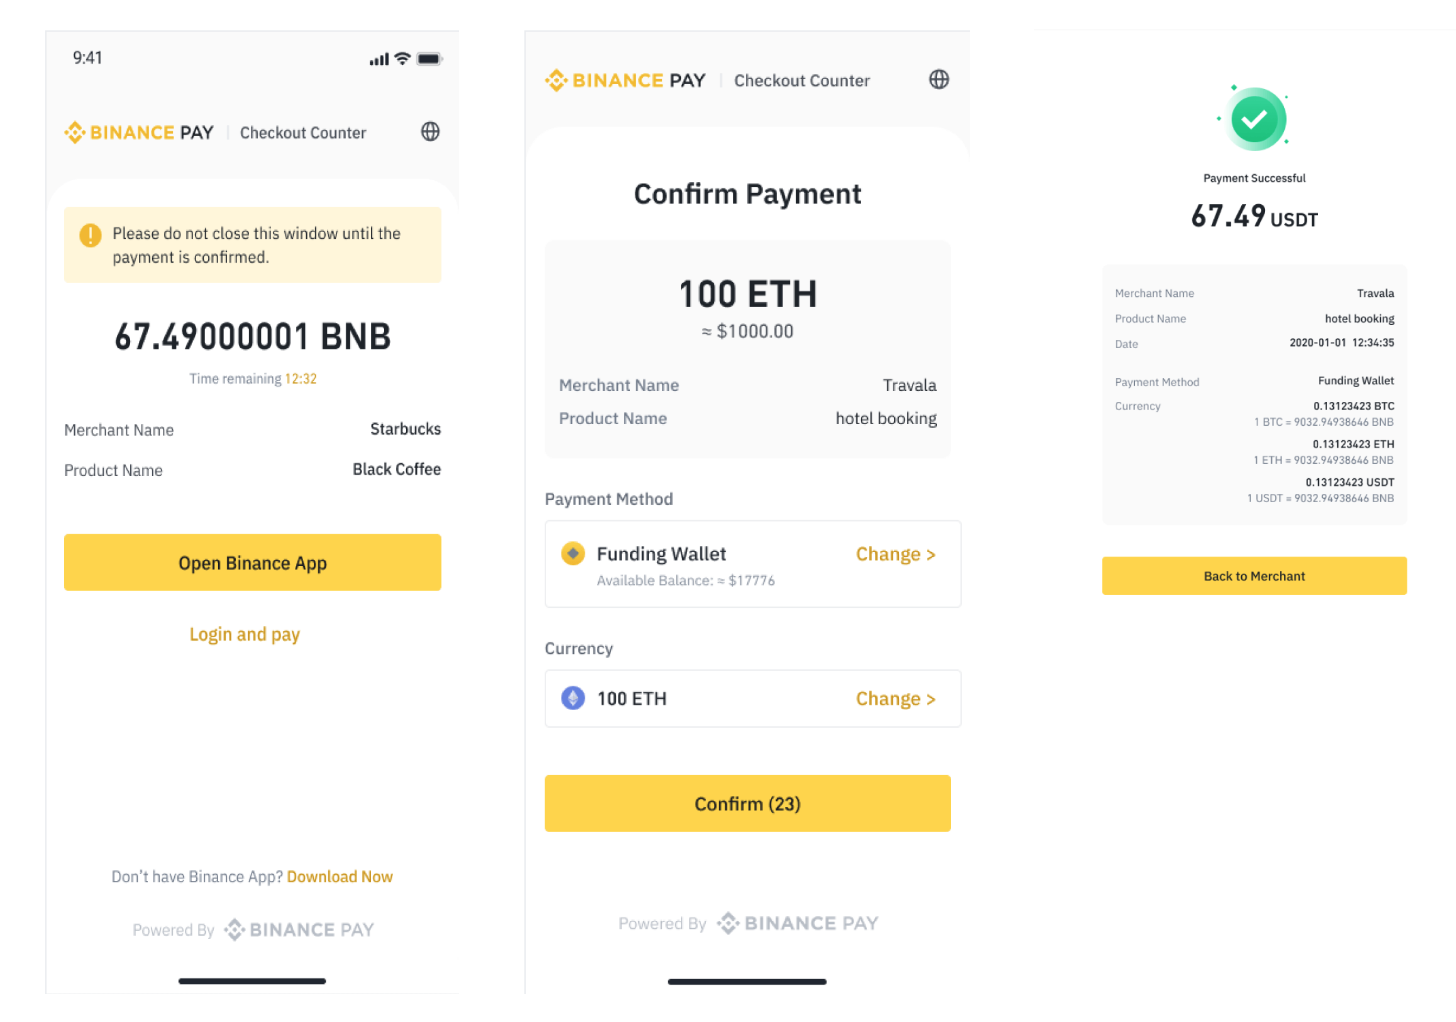 9:41
BINANCE PAY | Checkout Counter
Please do not close this window until the
payment is confirmed.
67.49000001 BNB
Time remaining 12:32
Merchant Name Starbucks
Product Name Black Coffee
Open Binance App
Login and pay
Don't have Binance App? Download Now
Powered By BINANCE PAY
BINANCE PAY | Checkout Counter
Confirm Payment
100 ETH
≈ $1000.00
Merchant Name Travala
Product Name hotel booking
Payment Method
Funding Wallet Change >
Available Balance: ≈ $17776
Currency
100 ETH Change >
Confirm (23)
Powered By BINANCE PAY
Payment Successful
67.49 USDT
Merchant Name Travala
Product Name hotel booking
Date 2020-01-01 12:34:35
Payment Method Funding Wallet
Currency 0.13123423 BTC
1 BTC = 9032.94938646 BNB
0.13123423 ETH
1 ETH = 9032.94938646 BNB
0.13123423 USDT
1 USDT = 9032.94938646 BNB
Back to Merchant